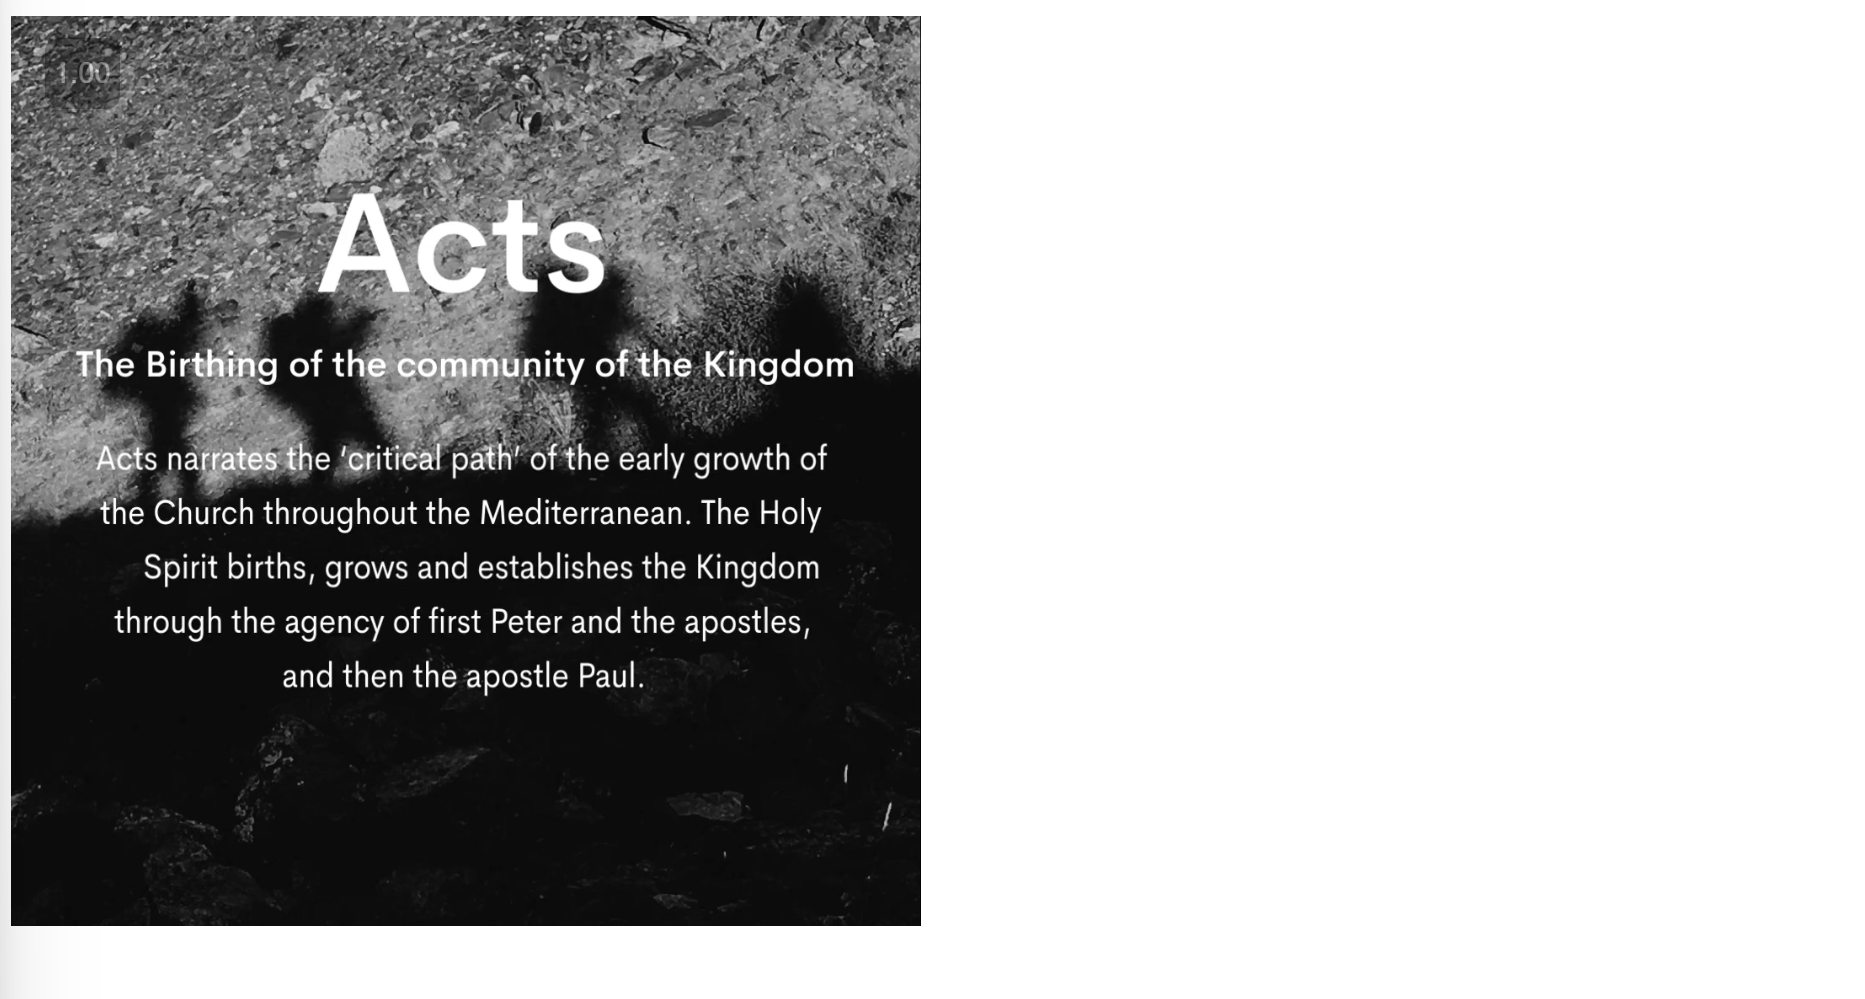 1.00
Acts
The Birthing of the community of the Kingdom
Acts narrates the ‘critical path’ of the early growth of
the Church throughout the Mediterranean. The Holy
Spirit births, grows and establishes the Kingdom
through the agency of first Peter and the apostles,
and then the apostle Paul.